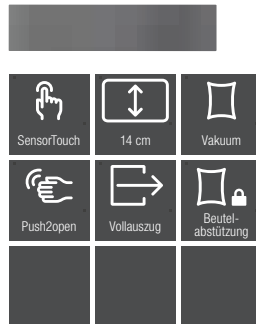 SensorTouch
14 cm
Vakuum
Push2open
Vollauszug
Beutel-
abstützung